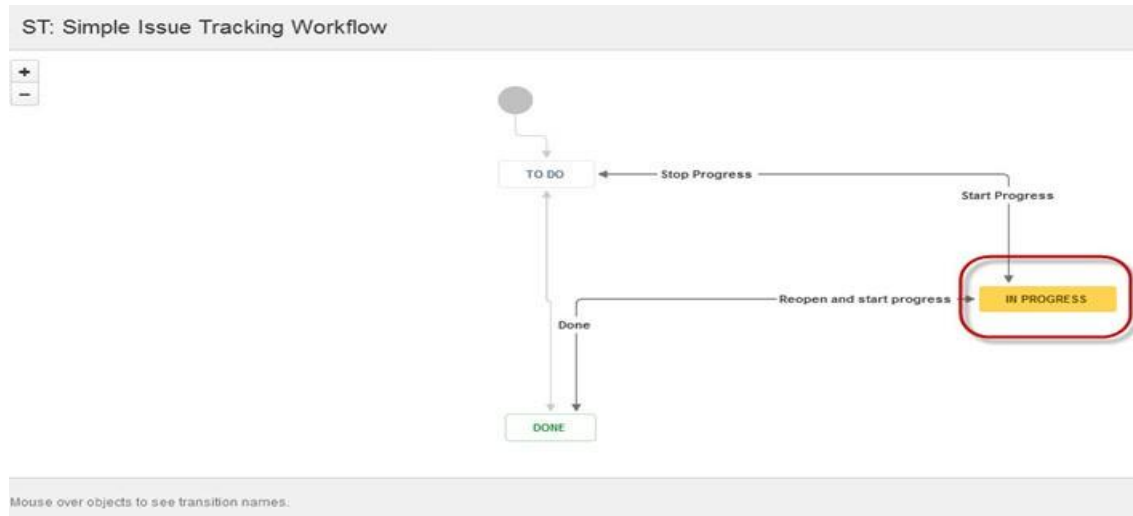 ST: Simple Issue Tracking Workflow
+
−
TO DO
Stop Progress
Start Progress
Reopen and start progress
IN PROGRESS
Done
DONE
Mouse over objects to see transition names.